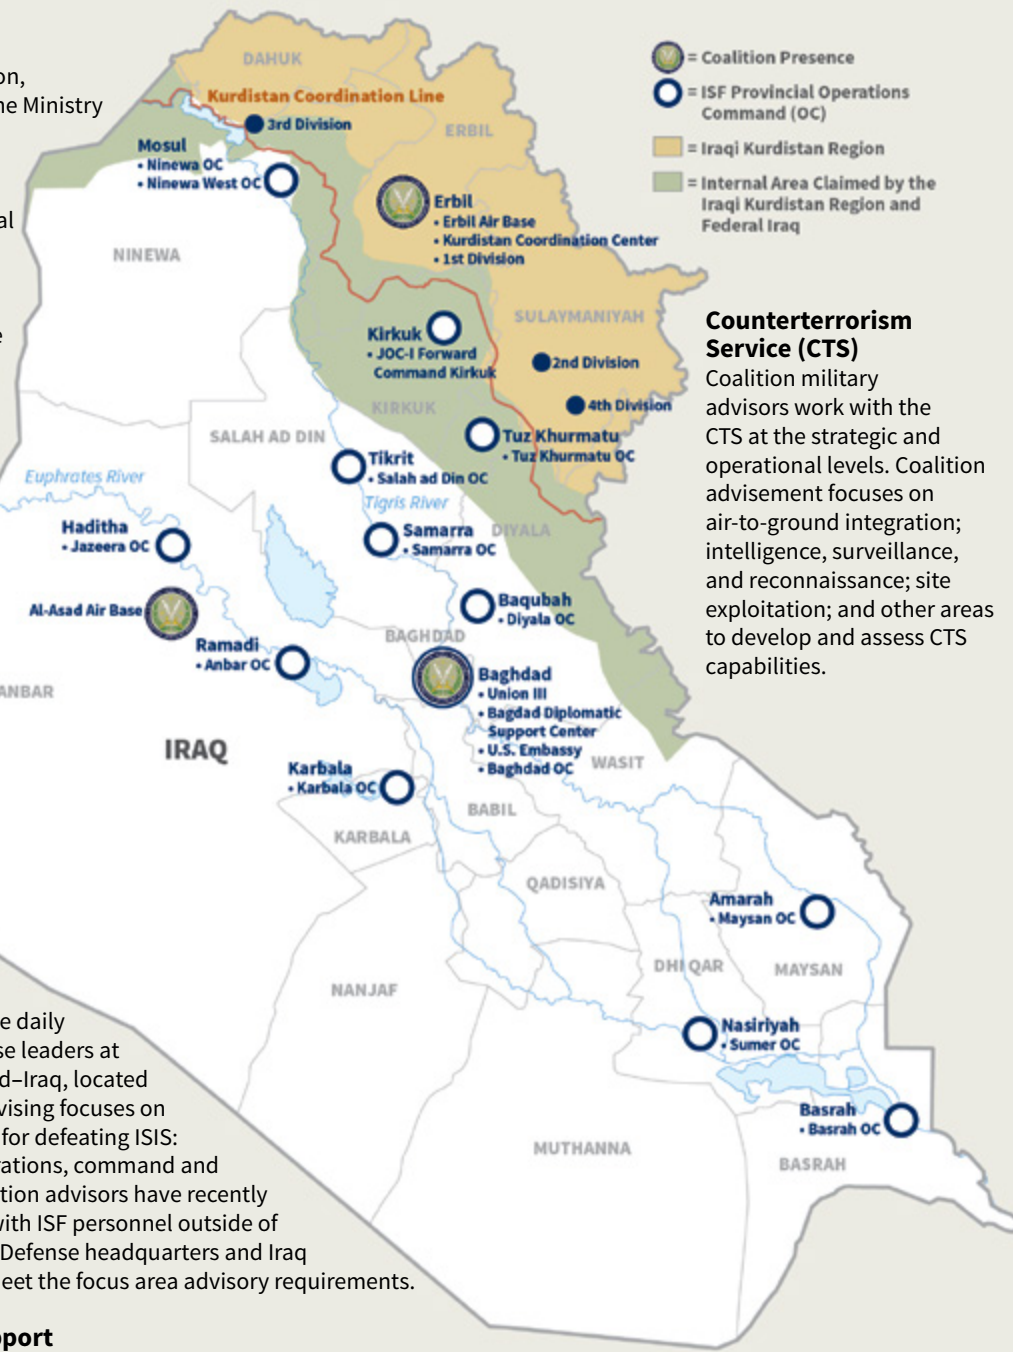 on,
ne Ministry
al
e
DAHUK
Kurdistan Coordination Line
3rd Division
ERBIL
Mosul
• Ninewa OC
• Ninewa West OC
Erbil
• Erbil Air Base
• Kurdistan Coordination Center
• 1st Division
NINEWA
= Coalition Presence
= ISF Provincial Operations
Command (OC)
= Iraqi Kurdistan Region
= Internal Area Claimed by the
Iraqi Kurdistan Region and
Federal Iraq
SULAYMANIYAH
Kirkuk
• JOC-I Forward
Command Kirkuk
2nd Division
4th Division
KIRKUK
SALAH AD DIN
Tuz Khurmatu
• Tuz Khurmatu OC
Tikrit
• Salah ad Din OC
Euphrates River
Tigris River
Haditha
• Jazeera OC
Samarra
• Samarra OC
DIYALA
Al-Asad Air Base
Baqubah
• Diyala OC
BAGHDAD
Ramadi
• Anbar OC
ANBAR
Baghdad
• Union III
• Bagdad Diplomatic
Support Center
• U.S. Embassy
• Baghdad OC
IRAQ
WASIT
Karbala
• Karbala OC
BABIL
KARBALA
QADISIYA
Amarah
• Maysan OC
DHI QAR
MAYSAN
NANJAF
Nasiriyah
• Sumer OC
Basrah
• Basrah OC
MUTHANNA
BASRAH
Counterterrorism
Service (CTS)
Coalition military
advisors work with the
CTS at the strategic and
operational levels. Coalition
advisement focuses on
air-to-ground integration;
intelligence, surveillance,
and reconnaissance; site
exploitation; and other areas
to develop and assess CTS
capabilities.
e daily
se leaders at
d–Iraq, located
vising focuses on
for defeating ISIS:
rations, command and
tion advisors have recently
with ISF personnel outside of
Defense headquarters and Iraq
eet the focus area advisory requirements.
pport